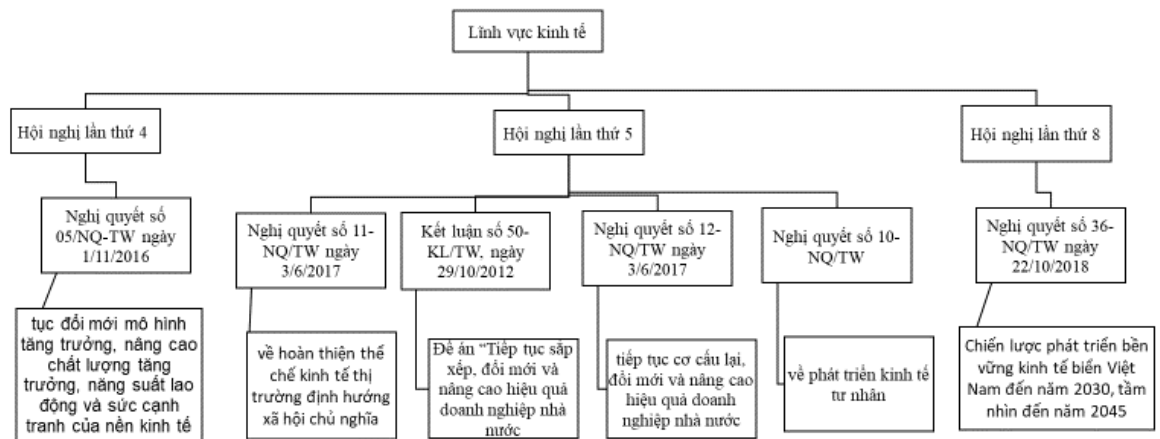 Lĩnh vực kinh tế
Hội nghị lần thứ 4
Hội nghị lần thứ 5
Hội nghị lần thứ 8
Nghị quyết số
05/NQ-TW ngày
1/11/2016
Nghị quyết số 11-
NQ/TW ngày
3/6/2017
Kết luận số 50-
KL/TW, ngày
29/10/2012
Nghị quyết số 12-
NQ/TW ngày
3/6/2017
Nghị quyết số 10-
NQ/TW
Nghị quyết số 36-
NQ/TW ngày
22/10/2018
tục đổi mới mô hình
tăng trưởng, nâng cao
chất lượng tăng
trưởng, năng suất lao
động và sức cạnh
tranh của nền kinh tế
về hoàn thiện thể
chế kinh tế thị
trường định hướng
xã hội chủ nghĩa
Đề án “Tiếp tục sắp
xếp, đổi mới và
nâng cao hiệu quả
doanh nghiệp nhà
nước
tiếp tục cơ cấu lại,
đổi mới và nâng cao
hiệu quả doanh
nghiệp nhà nước
về phát triển kinh tế
tư nhân
Chiến lược phát triển bền
vững kinh tế biển Việt
Nam đến năm 2030, tầm
nhìn đến năm 2045